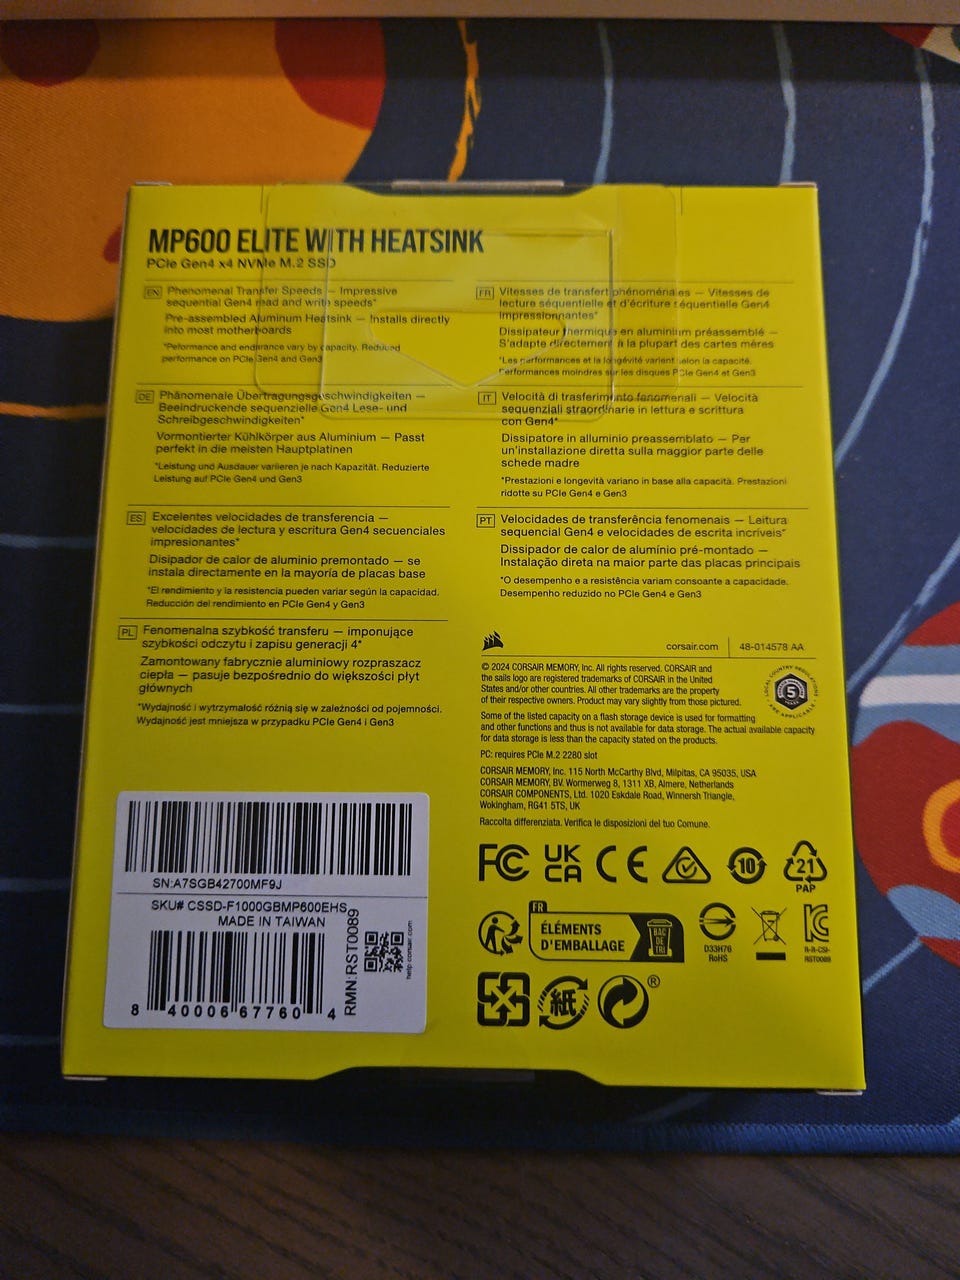 MP600 ELITE WITH HEATSINK
PCIe Gen4 x4 NVMe M.2 SSD
EN Phenomenal Transfer Speeds — Impressive
sequential Gen4 read and write speeds*
Pre-assembled Aluminum Heatsink — Installs directly
into most motherboards
*Peformance and endurance vary by capacity. Reduced
performance on PCIe Gen3 and Gen3
DE Phänomenale Übertragungsgeschwindigkeiten —
Beeindruckende sequenzielle Gen4 Lese- und
Schreibgeschwindigkeiten*
Vormontierter Kühlkörper aus Aluminium — Passt
perfekt in die meisten Hauptplatinen
*Leistung und Ausdauer variieren je nach Kapazität. Reduzierte
Leistung auf PCIe Gen4 und Gen3
ES Excelentes velocidades de transferencia —
velocidades de lectura y escritura Gen4 secuenciales
impresionantes*
Disipador de calor de aluminio premontado — se
instala directamente en la mayoría de placas base
*El rendimiento y la resistencia pueden variar según la capacidad.
Reducción del rendimiento en PCIe Gen4 y Gen3
PL Fenomenalna szybkość transferu — imponujące
szybkości odczytu i zapisu generacji 4*
Zamontowany fabrycznie aluminiowy rozpraszacz
ciepła — pasuje bezpośrednio do większości płyt
głównych
*Wydajność i wytrzymałość różnią się w zależności od pojemności.
Wydajność jest mniejsza w przypadku PCIe Gen4 i Gen3
FR Vitesses de transfert phénoménales — Vitesses de
lecture séquentielle et d'écriture séquentielle Gen4
impressionnantes*
Dissipateur thermique en aluminium préassemblé —
S'adapte directement à la plupart des cartes mères
*Les performances et la longévité varient selon la capacité.
Performances moindres sur les disques PCIe Gen4 et Gen3
IT Velocità di trasferimento fenomenali — Velocità
sequenziali straordinarie in lettura e scrittura
con Gen4*
Dissipatore in alluminio preassemblato — Per
un'installazione diretta sulla maggior parte delle
schede madre
*Prestazioni e longevità variano in base alla capacità. Prestazioni
ridotte su PCIe Gen4 e Gen3
PT Velocidades de transferência fenomenais — Leitura
sequencial Gen4 e velocidades de escrita incríveis*
Dissipador de calor de alumínio pré-montado —
Instalação direta na maior parte das placas principais
*O desempenho e a resistência variam consoante a capacidade.
Desempenho reduzido no PCIe Gen4 e Gen3
corsair.com 48-014578 AA
© 2024 CORSAIR MEMORY, Inc. All rights reserved. CORSAIR and
the sails logo are registered trademarks of CORSAIR in the United
States and/or other countries. All other trademarks are the property
of their respective owners. Product may vary slightly from those pictured.
LOCAL COUNTRY REGULATIONS
5
YEARS
ARE APPLICABLE
Some of the listed capacity on a flash storage device is used for formatting
and other functions and thus is not available for data storage. The actual available capacity
for data storage is less than the capacity stated on the products.
PC: requires PCIe M.2 2280 slot
CORSAIR MEMORY, Inc. 115 North McCarthy Blvd, Milpitas, CA 95035, USA
CORSAIR MEMORY, BV. Wormerweg 8, 1311 XB, Almere, Netherlands
CORSAIR COMPONENTS, Ltd. 1020 Eskdale Road, Winnersh Triangle,
Wokingham, RG41 5TS, UK
Raccolta differenziata. Verifica le disposizioni del tuo Comune.
FC UK CA CE 10 21
PAP
FR
ÉLÉMENTS
D'EMBALLAGE
BAC
DE
TRI
D33H76
RoHS
R-R-CSI-
RST0089
紙
®
SN:A7SGB42700MF9J
SKU# CSSD-F1000GBMP600EHS
MADE IN TAIWAN
RMN:RST0089
help.corsair.com
8 40006 67760 4